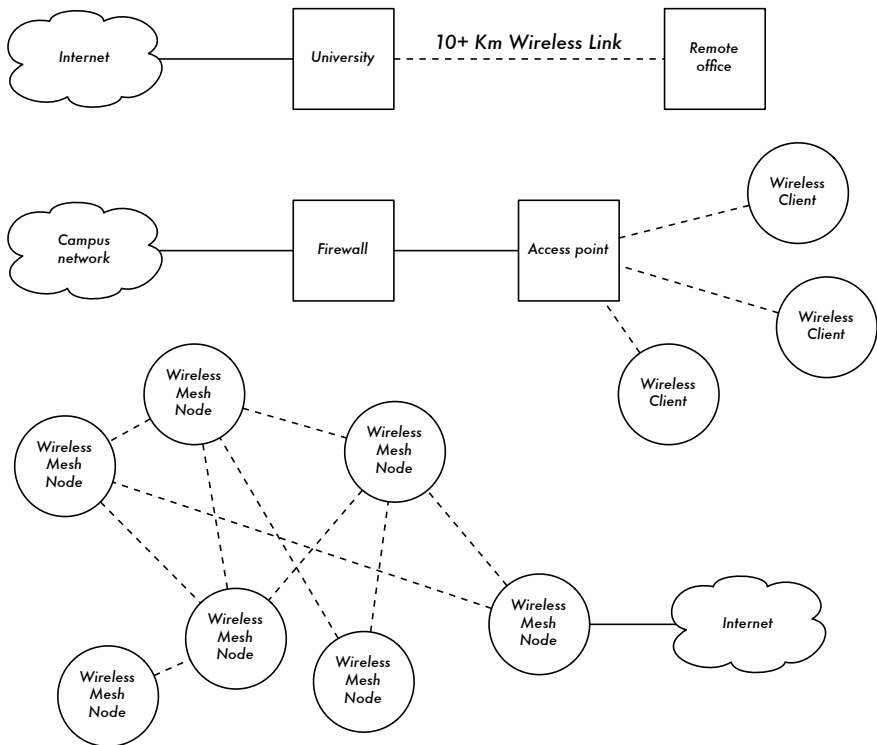 Internet
University
10+ Km Wireless Link
Remote
office
Campus
network
Firewall
Access point
Wireless
Client
Wireless
Client
Wireless
Client
Wireless
Mesh
Node
Wireless
Mesh
Node
Wireless
Mesh
Node
Wireless
Mesh
Node
Wireless
Mesh
Node
Wireless
Mesh
Node
Wireless
Mesh
Node
Internet